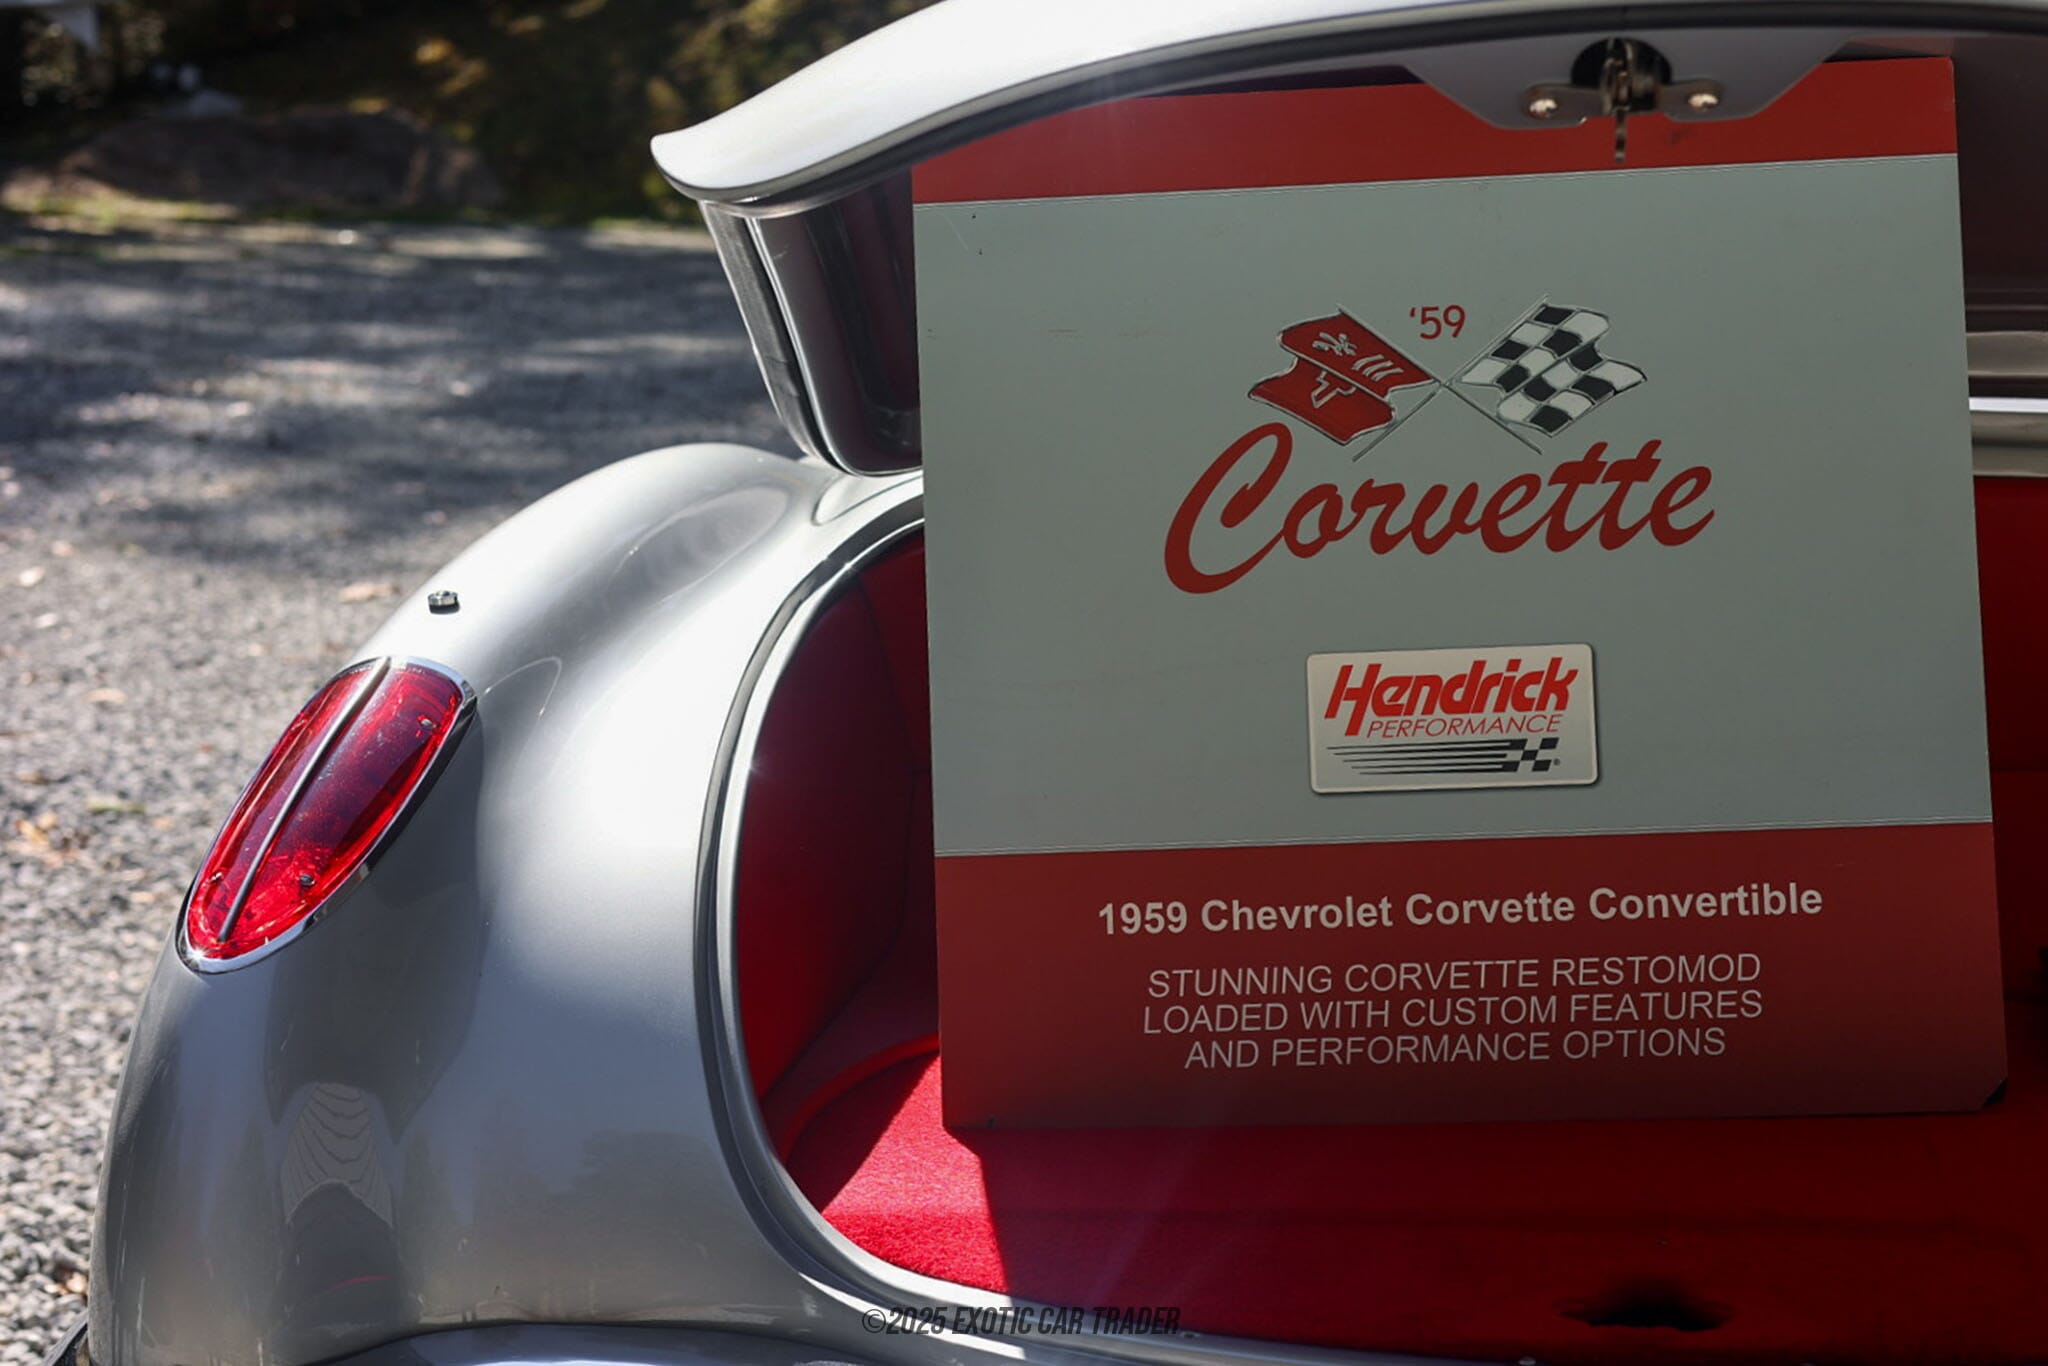 ‘59
Corvette
Hendrick
PERFORMANCE
®
1959 Chevrolet Corvette Convertible
STUNNING CORVETTE RESTOMOD
LOADED WITH CUSTOM FEATURES
AND PERFORMANCE OPTIONS
©2025 EXOTIC CAR TRADER